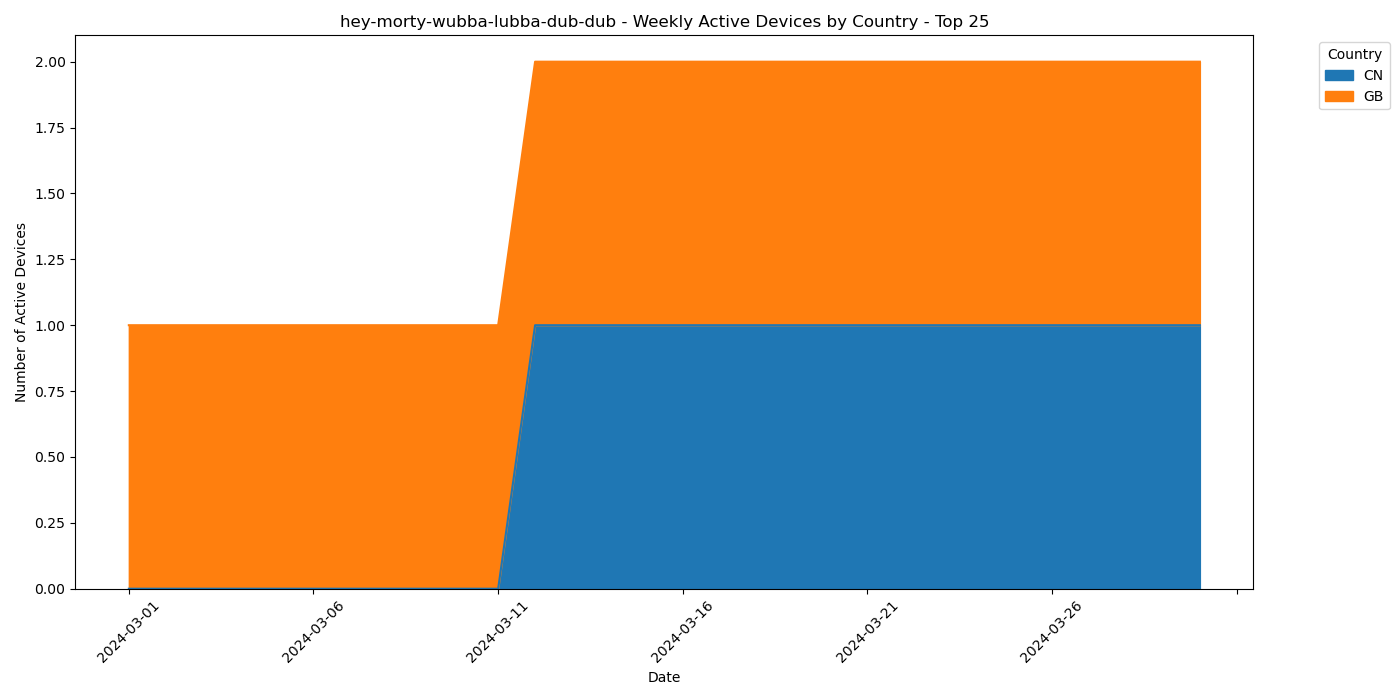 hey-morty-wubba-lubba-dub-dub - Weekly Active Devices by Country - Top 25
Country
CN
GB
Number of Active Devices
2.00
1.75
1.50
1.25
1.00
0.75
0.50
0.25
0.00
2024-03-01
2024-03-06
2024-03-11
2024-03-16
2024-03-21
2024-03-26
Date